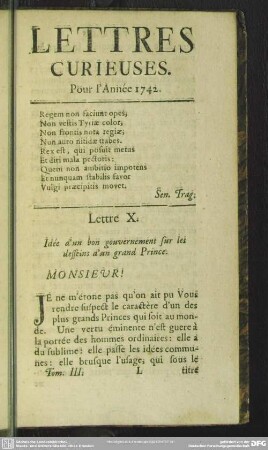 LETTRES
CURIEUSES.
Pour l'Année 1742.
Regem non faciunt opes,
Non vestis Tyriæ color,
Non frontis nota regiæ,
Non auro nitidæ trabes.
Rex est, qui posuit metus
Et diri mala pectoris:
Quem non ambitio impotens
Et nunquam stabilis favor
Vulgi præcipitis movet.
Sen. Trag.
Lettre X.
Idée d'un bon gouvernement sur les
desseins d'un grand Prince.
MONSIEUR!
JE ne m'étone pas qu'on ait pu Vous
rendre suspect le caractère d'un des
plus grands Princes qui soit au mon-
de. Une vertu éminente n'est guere à
la portée des hommes ordinaires: elle a
du sublime: elle passe les idées commu-
nes: elle brusque l'usage, qui sous le
Tom. III. L titre